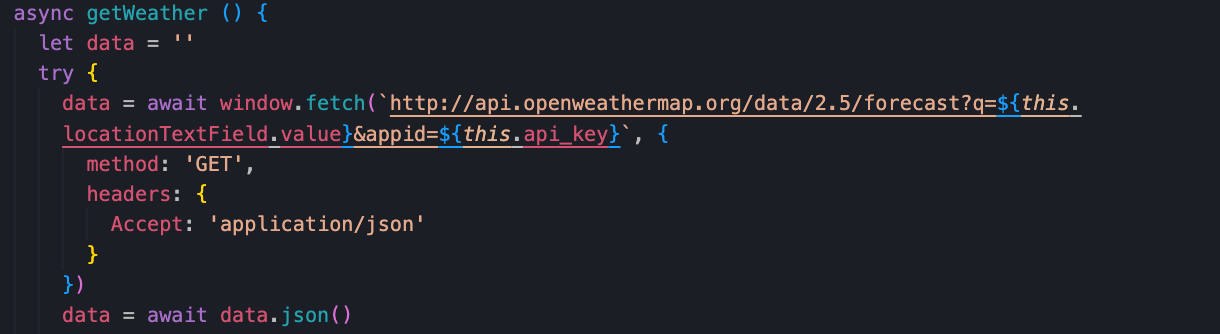 async getWeather () {
let data = ''
try {
data = await window.fetch(`http://api.openweathermap.org/data/2.5/forecast?q=${this.
locationTextField.value}&appid=${this.api_key}`, {
method: 'GET',
headers: {
Accept: 'application/json'
}
})
data = await data.json()